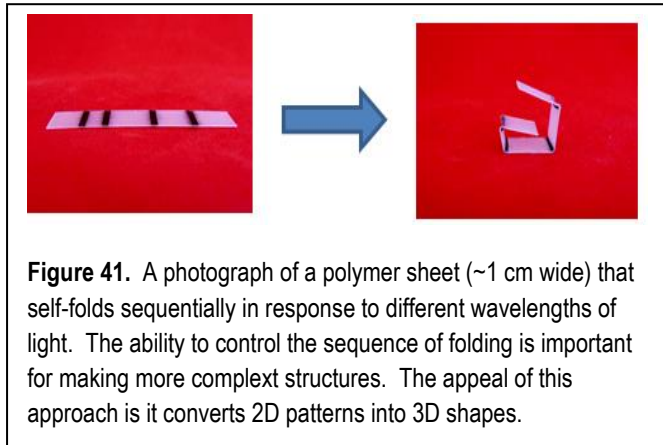 Figure 41.  A photograph of a polymer sheet (~1 cm wide) that
self-folds sequentially in response to different wavelengths of
light.  The ability to control the sequence of folding is important
for making more complext structures.  The appeal of this
approach is it converts 2D patterns into 3D shapes.